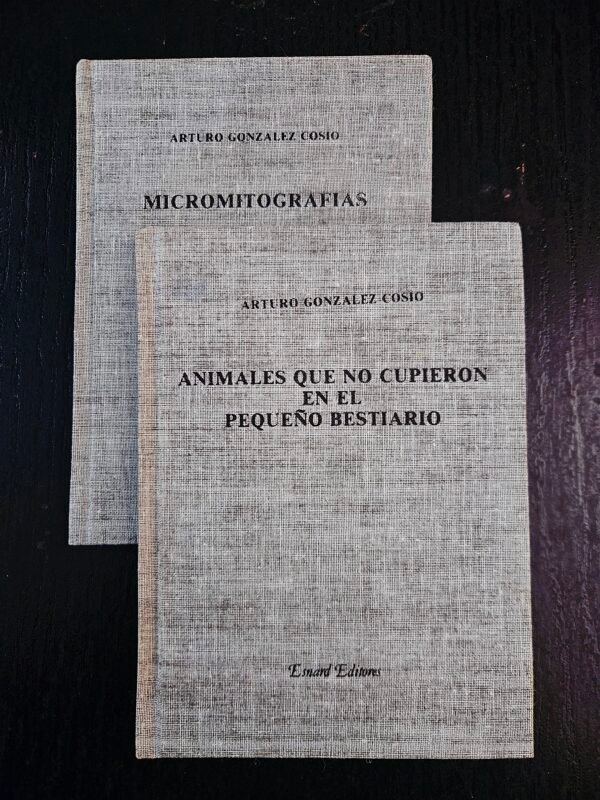 ARTURO GONZALEZ COSIO
MICROMITOGRAFIAS
ARTURO GONZALEZ COSIO
ANIMALES QUE NO CUPIERON
EN EL
PEQUEÑO BESTIARIO
Esnard Editores